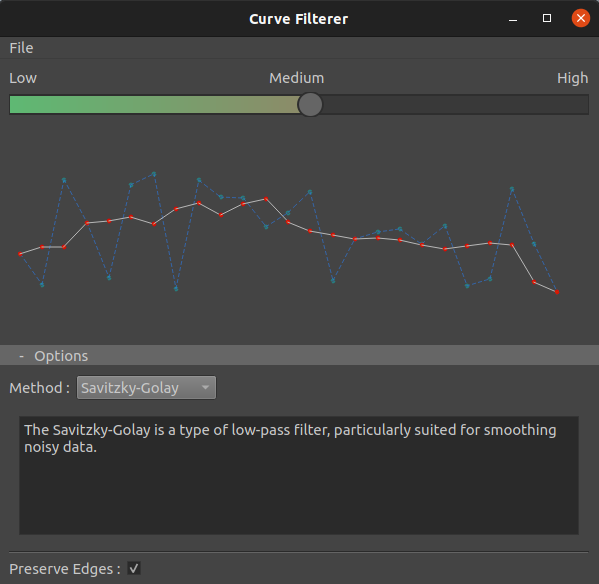 Curve Filterer
File
Low Medium High
- Options
Method : Savitzky-Golay
The Savitzky-Golay is a type of low-pass filter, particularly suited for smoothing
noisy data.
Preserve Edges :